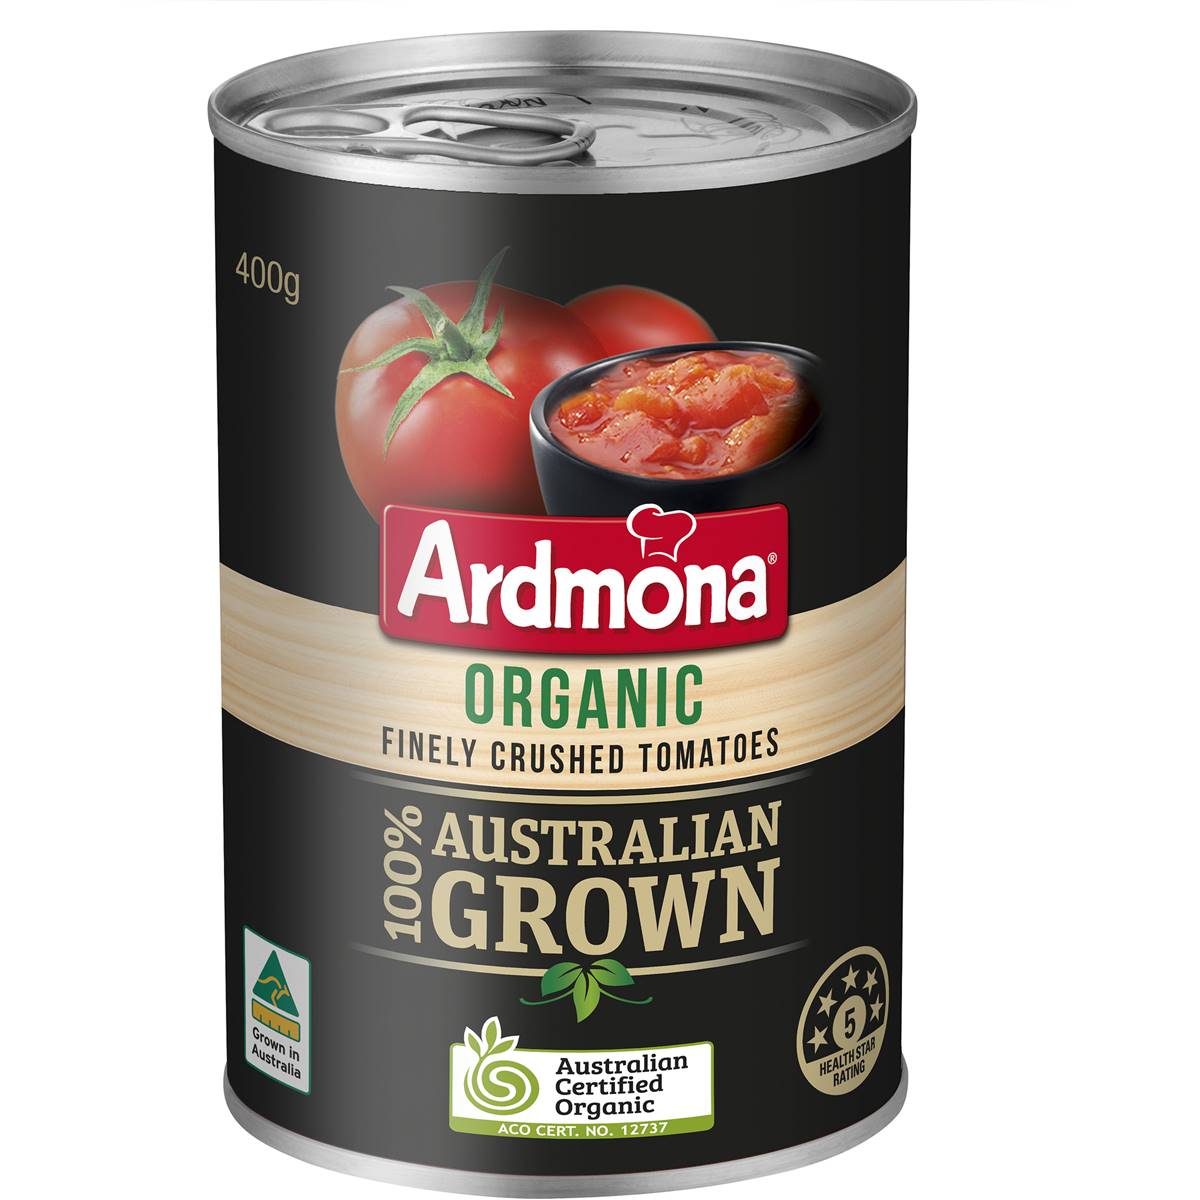 400g
Ardmona®
ORGANIC
FINELY CRUSHED TOMATOES
100%
AUSTRALIAN
GROWN
Grown in
Australia
Australian
Certified
Organic
ACO CERT. NO. 12737
5
HEALTH STAR
RATING